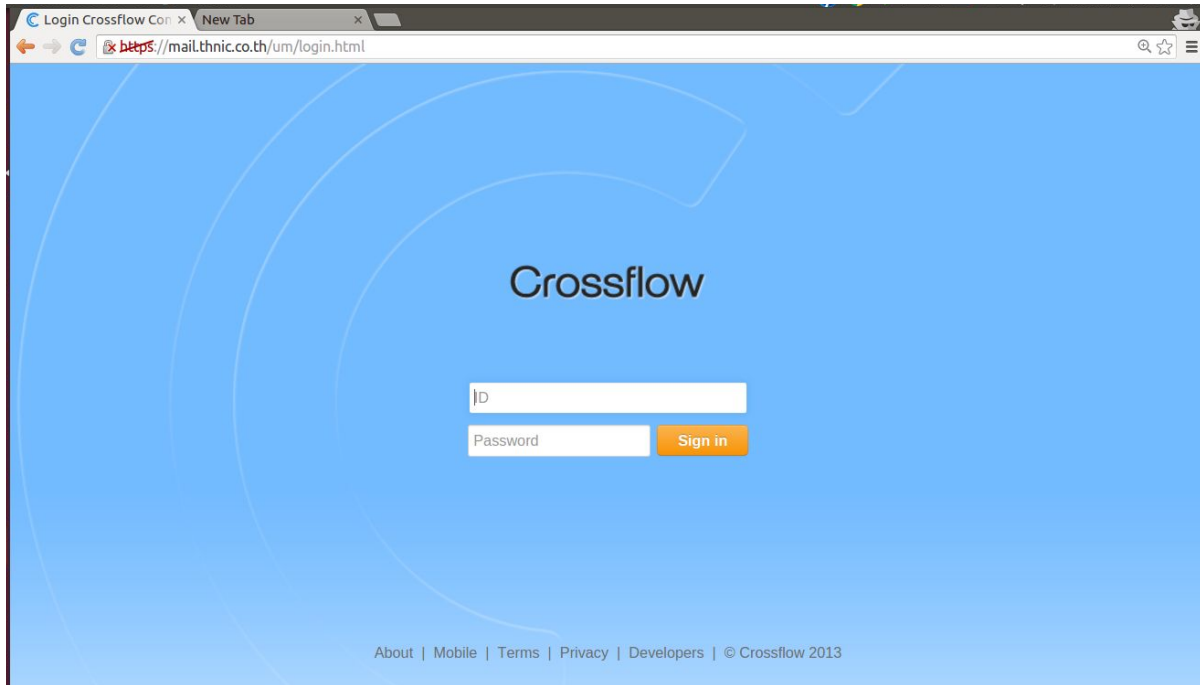 Login Crossflow Con
New Tab
https://mail.thnic.co.th/um/login.html
Crossflow
ID
Password
Sign in
About | Mobile | Terms | Privacy | Developers | © Crossflow 2013